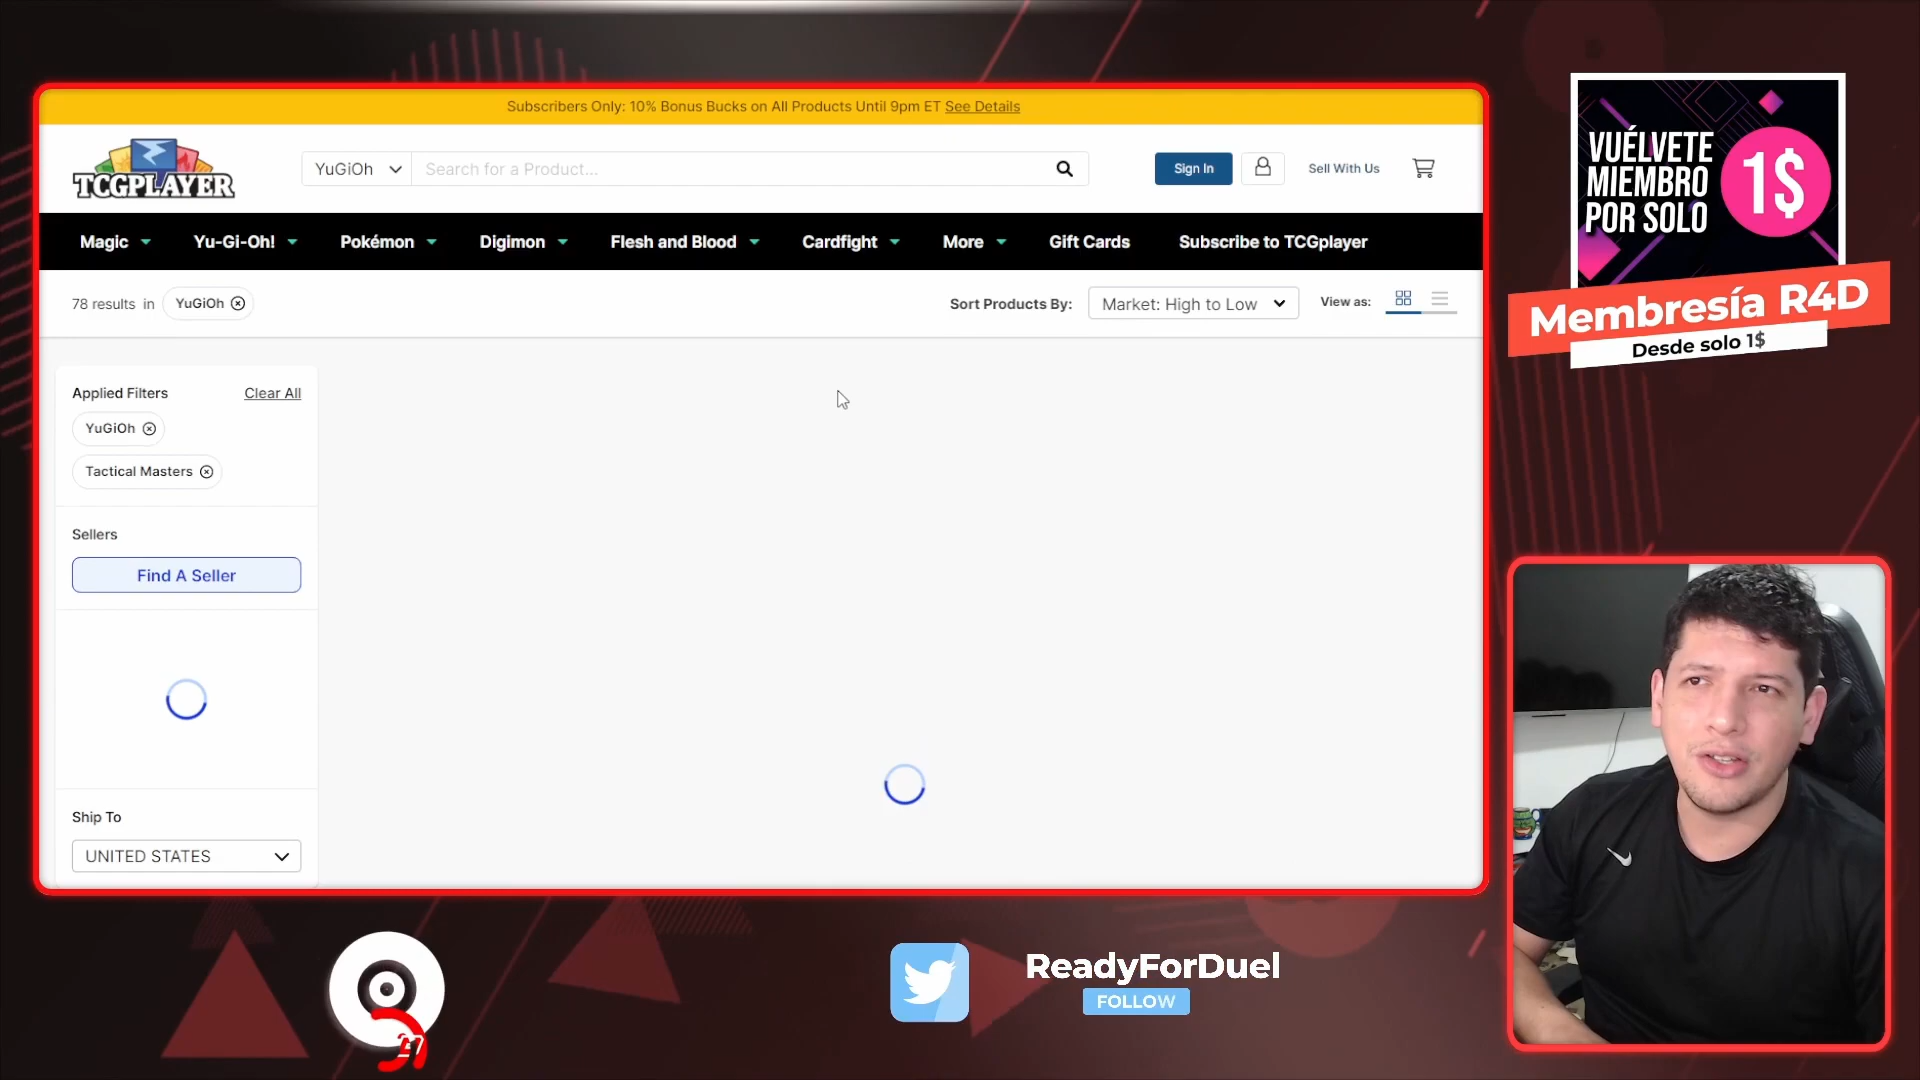 Subscribers Only: 10% Bonus Bucks on All Products Until 9pm ET See Details
TCGPLAYER
YuGiOh
Search for a Product...
Sign In
Sell With Us
Magic
Yu-Gi-Oh!
Pokémon
Digimon
Flesh and Blood
Cardfight
More
Gift Cards
Subscribe to TCGplayer
78 results in YuGiOh
Sort Products By:
Market: High to Low
View as:
Applied Filters
Clear All
YuGiOh
Tactical Masters
Sellers
Find A Seller
Ship To
UNITED STATES
VUÉLVETE
MIEMBRO
POR SOLO
1$
Membresía R4D
Desde solo 1$
ReadyForDuel
FOLLOW